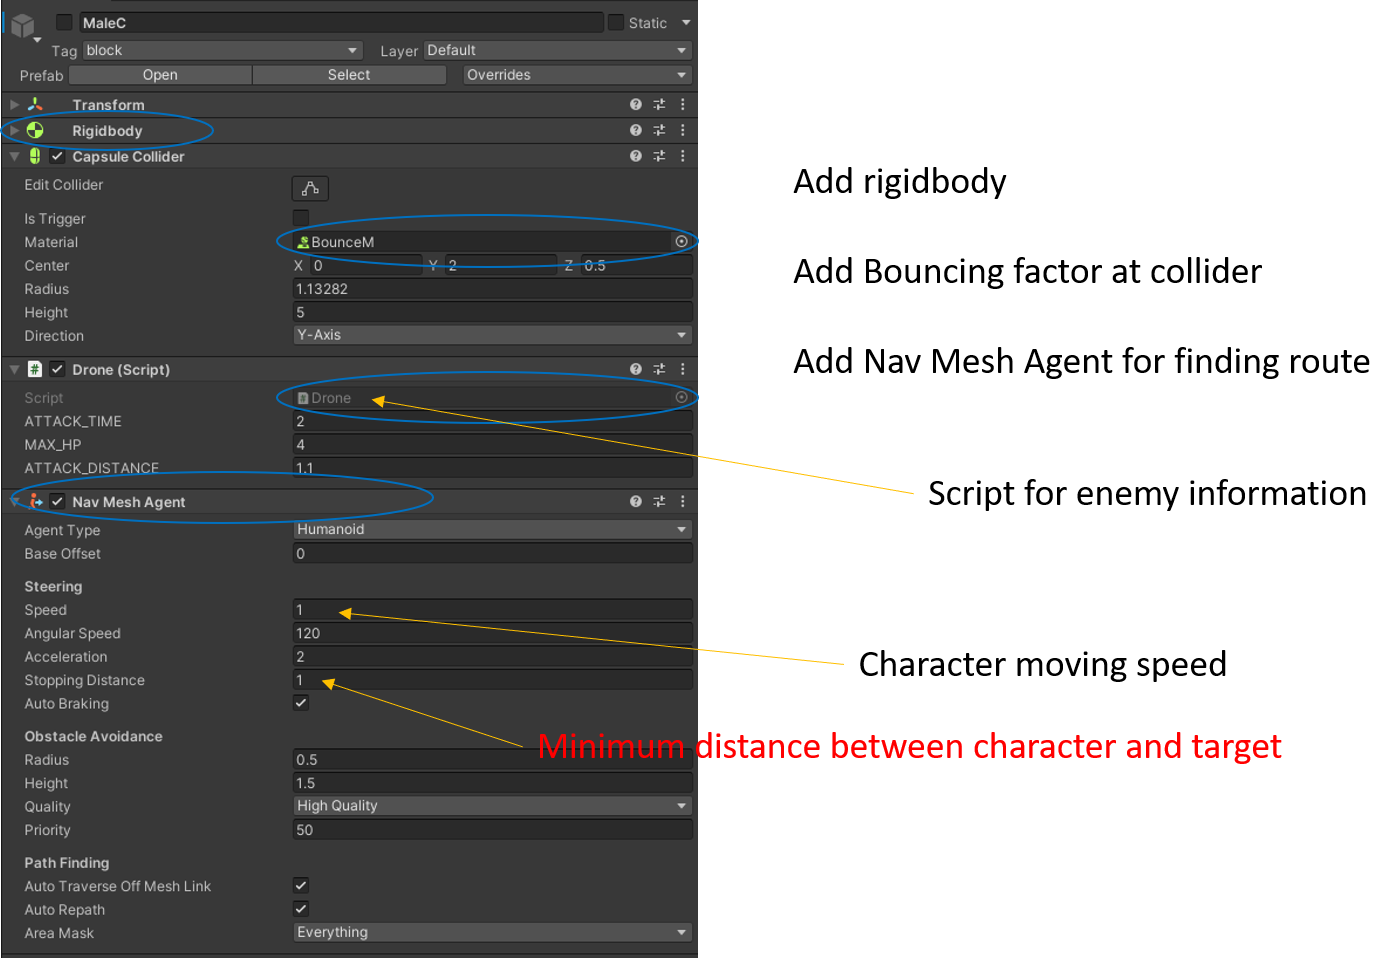 MaleC Static
Tag block Layer Default
Prefab Open Select Overrides
Transform
Rigidbody
Capsule Collider
Edit Collider
Is Trigger
Material BounceM
Center X 0 Y 2 Z 0.5
Radius 1.13282
Height 5
Direction Y-Axis
Drone (Script)
Script Drone
ATTACK_TIME 2
MAX_HP 4
ATTACK_DISTANCE 1.1
Nav Mesh Agent
Agent Type Humanoid
Base Offset 0
Steering
Speed 1
Angular Speed 120
Acceleration 2
Stopping Distance 1
Auto Braking
Obstacle Avoidance
Radius 0.5
Height 1.5
Quality High Quality
Priority 50
Path Finding
Auto Traverse Off Mesh Link
Auto Repath
Area Mask Everything
Add rigidbody
Add Bouncing factor at collider
Add Nav Mesh Agent for finding route
Script for enemy information
Character moving speed
Minimum distance between character and target